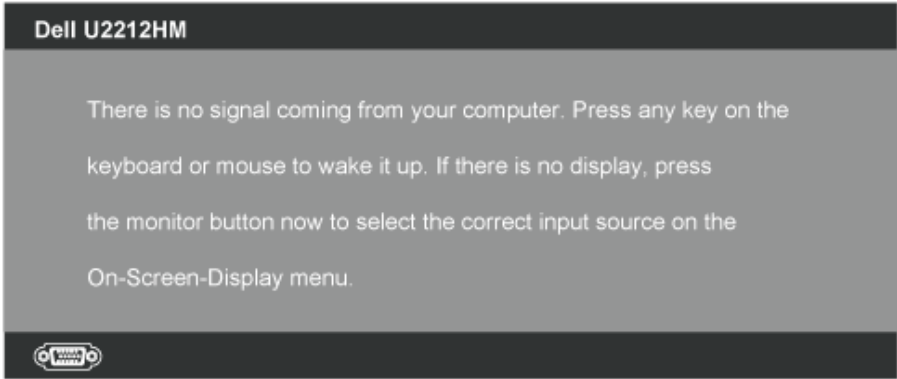 Dell U2212HM
There is no signal coming from your computer. Press any key on the
keyboard or mouse to wake it up. If there is no display, press
the monitor button now to select the correct input source on the
On-Screen-Display menu.